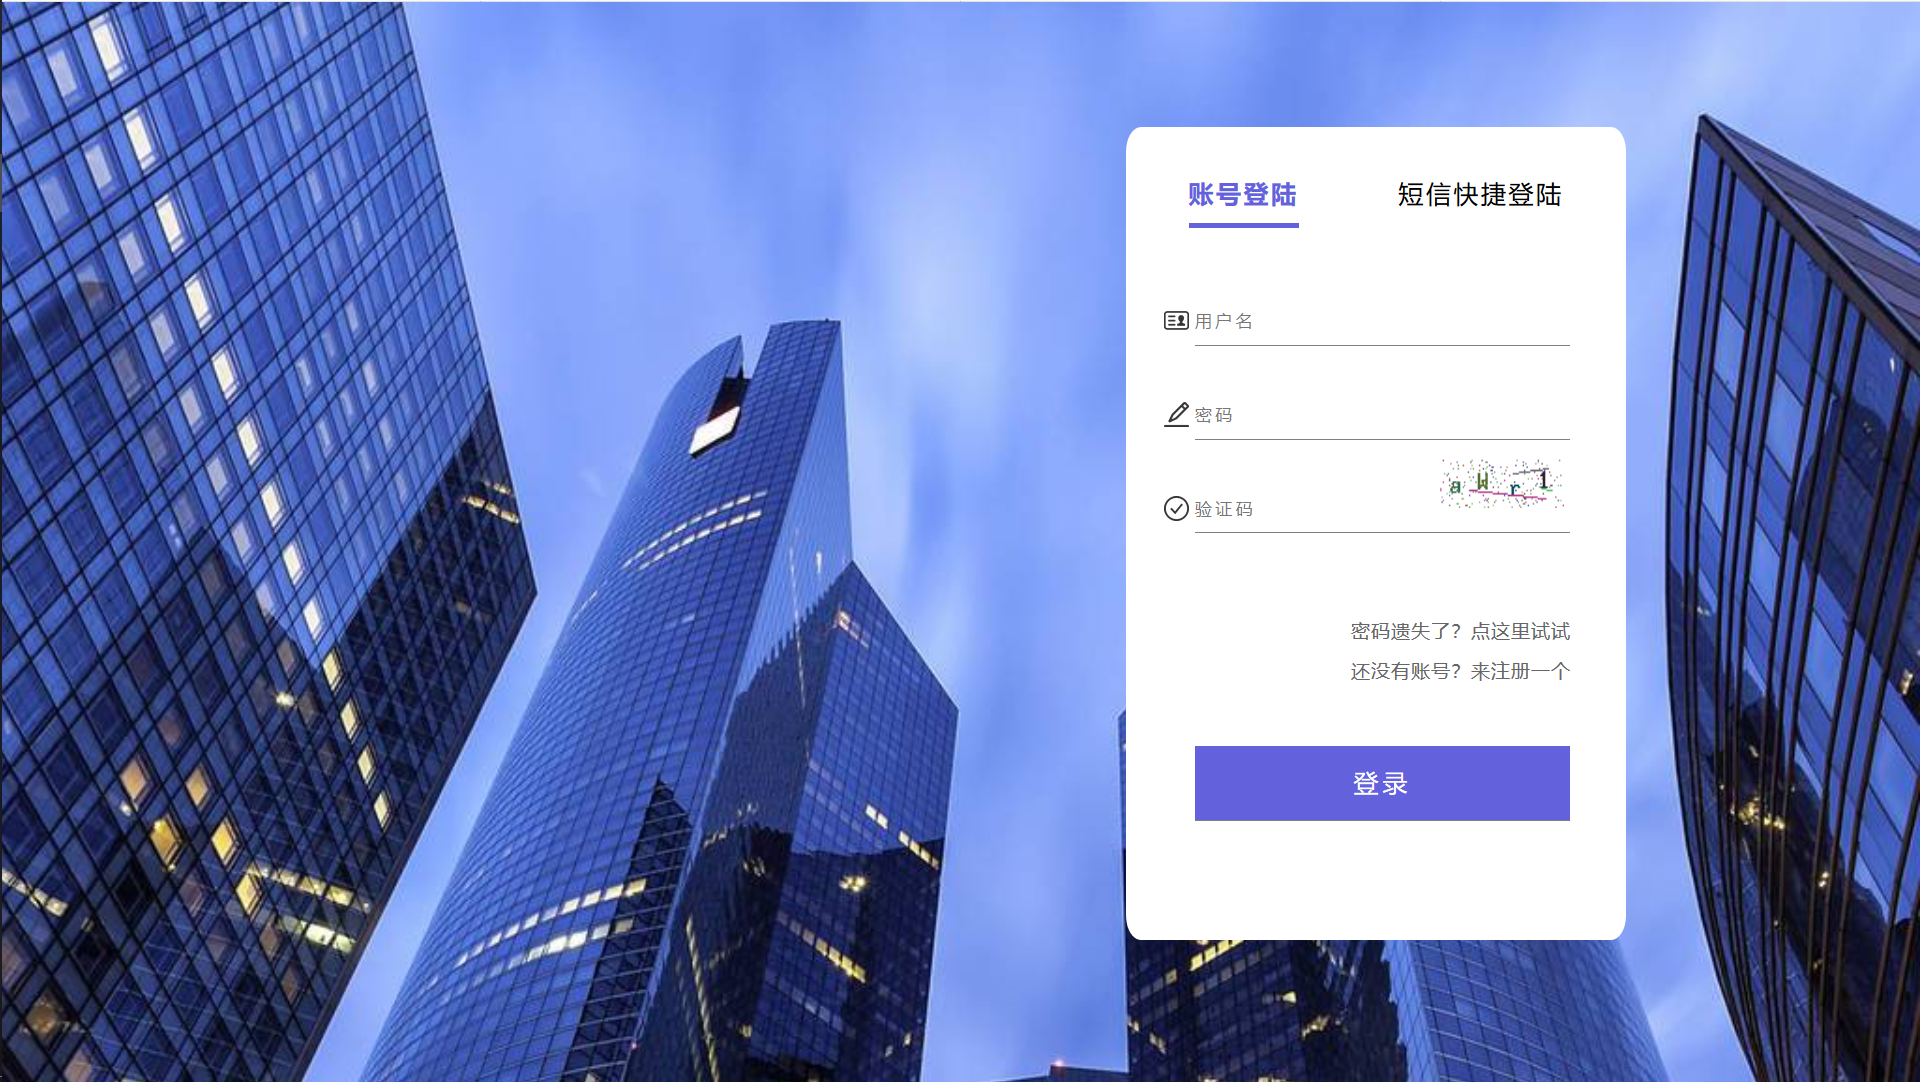 账号登陆
短信快捷登陆
用户名
密码
a W r 1
验证码
密码遗失了？点这里试试
还没有账号？来注册一个
登录